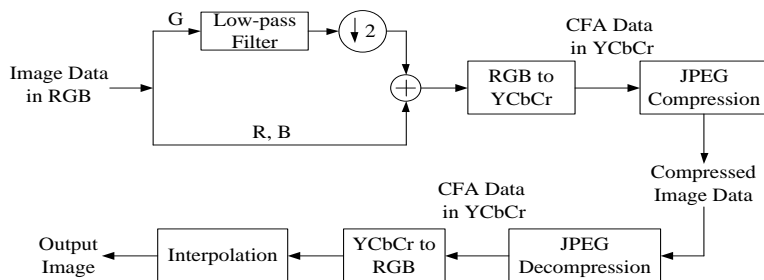 G
Low-pass
Filter
2
Image Data
in RGB
R, B
RGB to
YCbCr
CFA Data
in YCbCr
JPEG
Compression
Compressed
Image Data
CFA Data
in YCbCr
JPEG
Decompression
YCbCr to
RGB
Interpolation
Output
Image